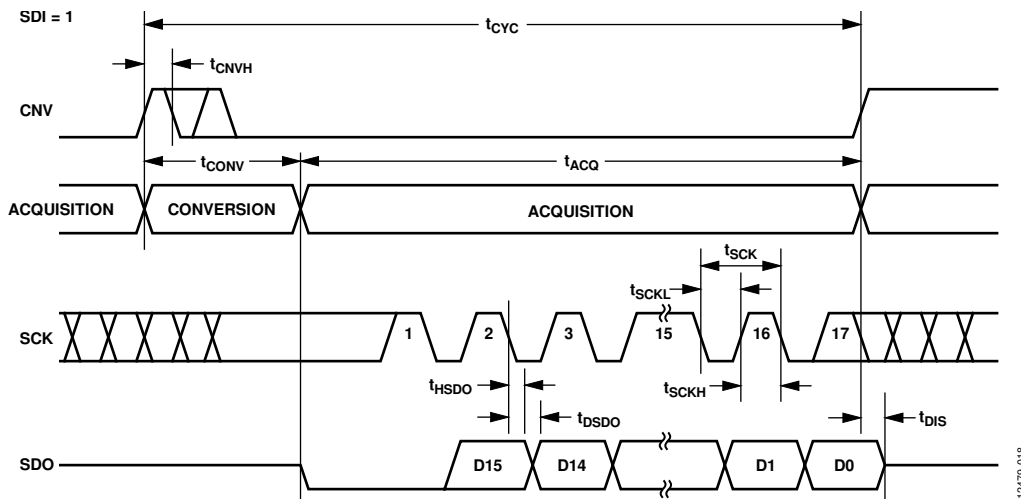 SDI = 1
tCYC
tCNVH
CNV
tCONV
tACQ
ACQUISITION
CONVERSION
ACQUISITION
tSCK
tSCKL
SCK
1
2
3
15
16
17
tHSDO
tSCKH
tDSDO
tDIS
SDO
D15
D14
D1
D0